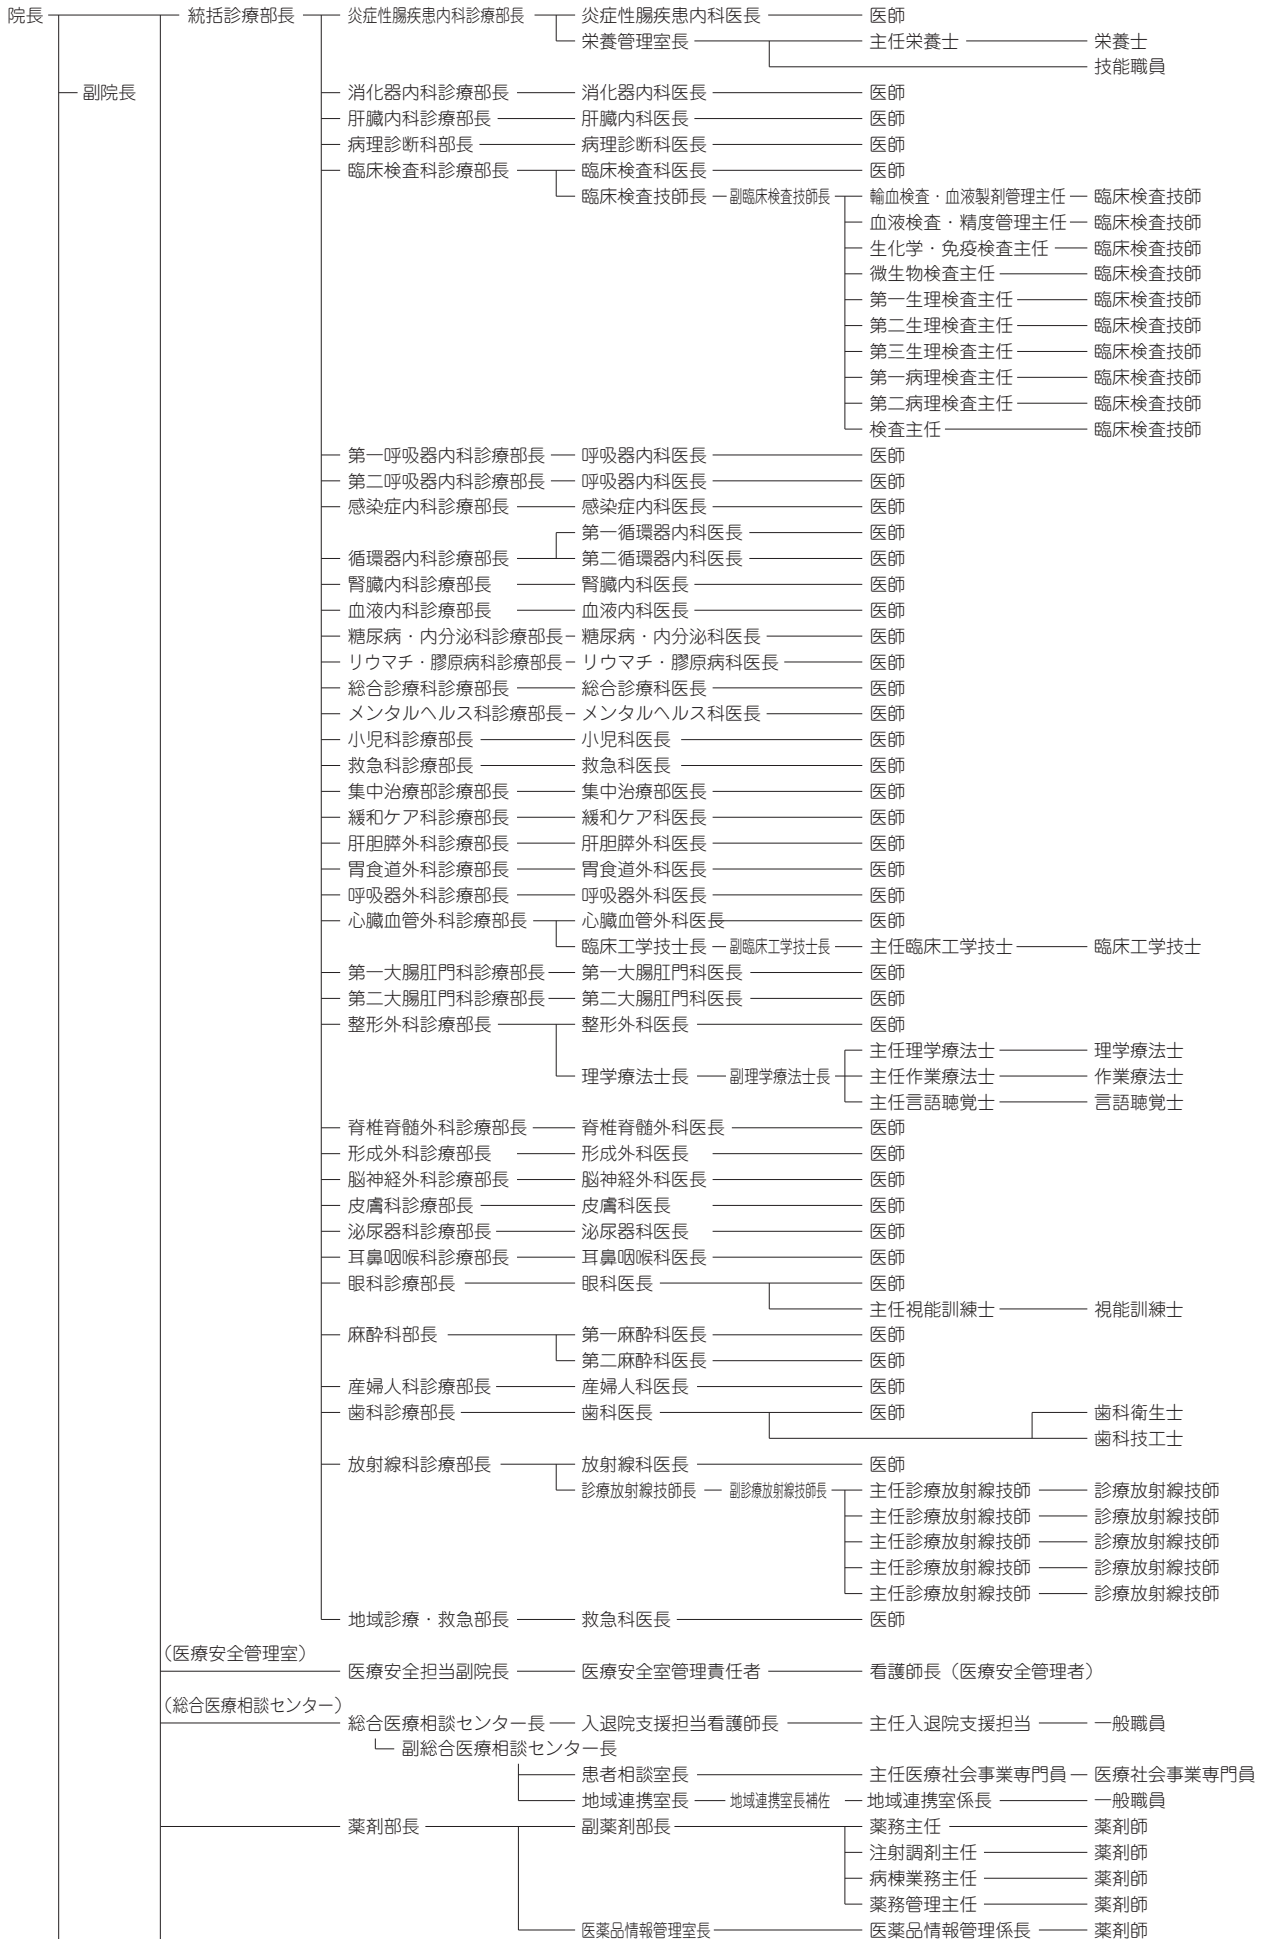 院長 統括診療部長 炎症性腸疾患内科診療部長 炎症性腸疾患内科医長 医師
栄養管理室長 主任栄養士 栄養士
技能職員
副院長 消化器内科診療部長 消化器内科医長 医師
肝臓内科診療部長 肝臓内科医長 医師
病理診断科部長 病理診断科医長 医師
臨床検査科診療部長 臨床検査科医長 医師
臨床検査技師長 副臨床検査技師長 輸血検査・血液製剤管理主任 臨床検査技師
血液検査・精度管理主任 臨床検査技師
生化学・免疫検査主任 臨床検査技師
微生物検査主任 臨床検査技師
第一生理検査主任 臨床検査技師
第二生理検査主任 臨床検査技師
第三生理検査主任 臨床検査技師
第一病理検査主任 臨床検査技師
第二病理検査主任 臨床検査技師
検査主任 臨床検査技師
第一呼吸器内科診療部長 呼吸器内科医長 医師
第二呼吸器内科診療部長 呼吸器内科医長 医師
感染症内科診療部長 感染症内科医長 医師
第一循環器内科医長 医師
循環器内科診療部長 第二循環器内科医長 医師
腎臓内科診療部長 腎臓内科医長 医師
血液内科診療部長 血液内科医長 医師
糖尿病・内分泌科診療部長 糖尿病・内分泌科医長 医師
リウマチ・膠原病科診療部長 リウマチ・膠原病科医長 医師
総合診療科診療部長 総合診療科医長 医師
メンタルヘルス科診療部長 メンタルヘルス科医長 医師
小児科診療部長 小児科医長 医師
救急科診療部長 救急科医長 医師
集中治療部診療部長 集中治療部医長 医師
緩和ケア科診療部長 緩和ケア科医長 医師
肝胆膵外科診療部長 肝胆膵外科医長 医師
胃食道外科診療部長 胃食道外科医長 医師
呼吸器外科診療部長 呼吸器外科医長 医師
心臓血管外科診療部長 心臓血管外科医長 医師
臨床工学技士長 副臨床工学技士長 主任臨床工学技士 臨床工学技士
第一大腸肛門科診療部長 第一大腸肛門科医長 医師
第二大腸肛門科診療部長 第二大腸肛門科医長 医師
整形外科診療部長 整形外科医長 医師
主任理学療法士 理学療法士
理学療法士長 副理学療法士長 主任作業療法士 作業療法士
主任言語聴覚士 言語聴覚士
脊椎脊髄外科診療部長 脊椎脊髄外科医長 医師
形成外科診療部長 形成外科医長 医師
脳神経外科診療部長 脳神経外科医長 医師
皮膚科診療部長 皮膚科医長 医師
泌尿器科診療部長 泌尿器科医長 医師
耳鼻咽喉科診療部長 耳鼻咽喉科医長 医師
眼科診療部長 眼科医長 医師
主任視能訓練士 視能訓練士
麻酔科部長 第一麻酔科医長 医師
第二麻酔科医長 医師
産婦人科診療部長 産婦人科医長 医師
歯科診療部長 歯科医長 医師 歯科衛生士
歯科技工士
放射線科診療部長 放射線科医長 医師
診療放射線技師長 副診療放射線技師長 主任診療放射線技師 診療放射線技師
主任診療放射線技師 診療放射線技師
主任診療放射線技師 診療放射線技師
主任診療放射線技師 診療放射線技師
主任診療放射線技師 診療放射線技師
地域診療・救急部長 救急科医長 医師
（医療安全管理室）
医療安全担当副院長 医療安全室管理責任者 看護師長（医療安全管理者）
（総合医療相談センター）
総合医療相談センター長 入退院支援担当看護師長 主任入退院支援担当 一般職員
副総合医療相談センター長
患者相談室長 主任医療社会事業専門員 医療社会事業専門員
地域連携室長 地域連携室長補佐 地域連携室係長 一般職員
薬剤部長 副薬剤部長 薬務主任 薬剤師
注射調剤主任 薬剤師
病棟業務主任 薬剤師
薬務管理主任 薬剤師
医薬品情報管理室長 医薬品情報管理係長 薬剤師